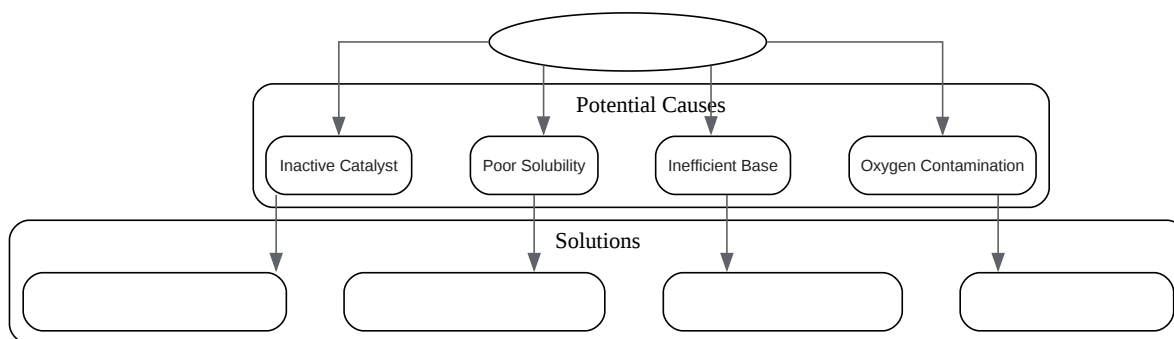 Potential Causes
Inactive Catalyst
Poor Solubility
Inefficient Base
Oxygen Contamination
Solutions